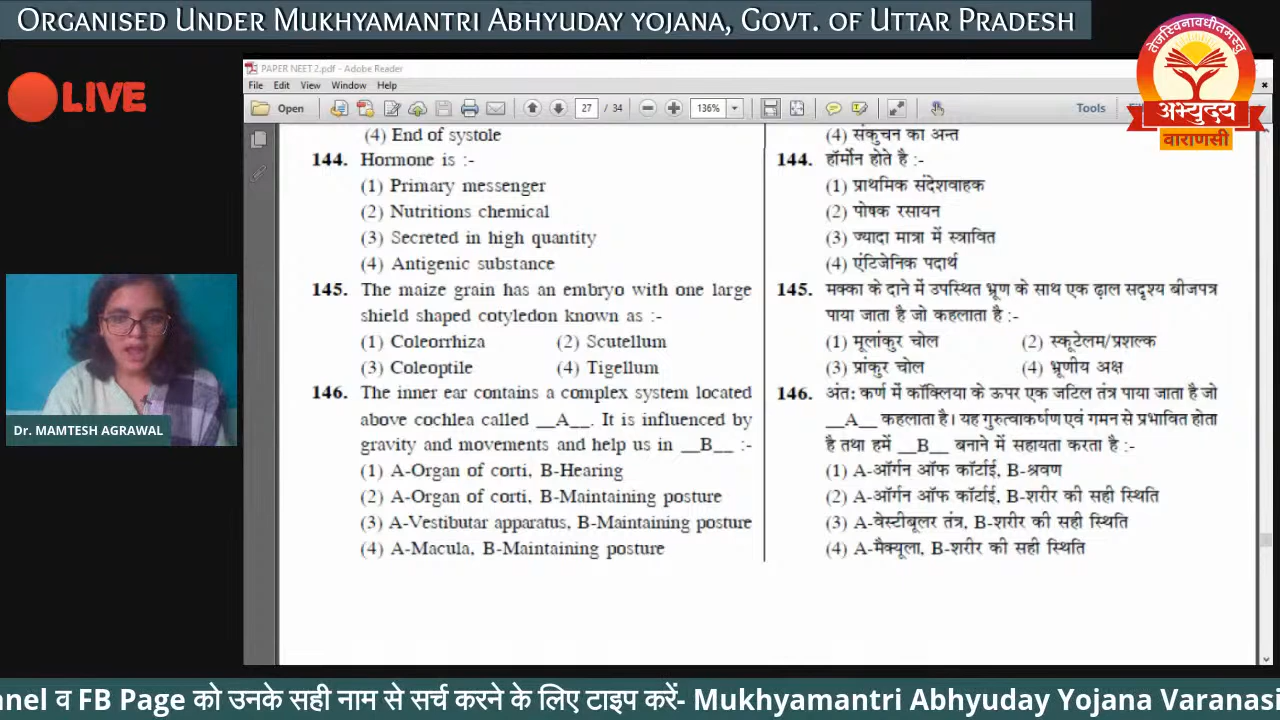 ORGANISED UNDER MUKHYAMANTRI ABHYUDAY YOJANA, GOVT. OF UTTAR PRADESH
तेजस्विनावधीतमस्तु
अभ्युदय
वाराणसी
LIVE
PAPER NEET 2.pdf - Adobe Reader
File Edit View Window Help
Open 27 / 34 136% Tools
(4) End of systole
144. Hormone is :-
(1) Primary messenger
(2) Nutritions chemical
(3) Secreted in high quantity
(4) Antigenic substance
145. The maize grain has an embryo with one large
shield shaped cotyledon known as :-
(1) Coleorrhiza (2) Scutellum
(3) Coleoptile (4) Tigellum
146. The inner ear contains a complex system located
above cochlea called __A__. It is influenced by
gravity and movements and help us in __B__ :-
(1) A-Organ of corti, B-Hearing
(2) A-Organ of corti, B-Maintaining posture
(3) A-Vestibutar apparatus, B-Maintaining posture
(4) A-Macula, B-Maintaining posture
(4) संकुचन का अन्त
144. हॉर्मोन होते है :-
(1) प्राथमिक संदेशवाहक
(2) पोषक रसायन
(3) ज्यादा मात्रा में स्त्रावित
(4) एंटिजेनिक पदार्थ
145. मक्का के दाने में उपस्थित भ्रूण के साथ एक ढ़ाल सदृश्य बीजपत्र
पाया जाता है जो कहलाता है :-
(1) मूलांकुर चोल (2) स्कूटेलम/प्रशल्क
(3) प्रांकुर चोल (4) भ्रूणीय अक्ष
146. अंत: कर्ण में कॉक्लिया के ऊपर एक जटिल तंत्र पाया जाता है जो
__A__ कहलाता है। यह गुरुत्वाकर्षण एवं गमन से प्रभावित होता
है तथा हमें __B__ बनाने में सहायता करता है :-
(1) A-ऑर्गन ऑफ कॉर्टाई, B-श्रवण
(2) A-ऑर्गन ऑफ कॉर्टाई, B-शरीर की सही स्थिति
(3) A-वेस्टीबूलर तंत्र, B-शरीर की सही स्थिति
(4) A-मैक्यूला, B-शरीर की सही स्थिति
Dr. MAMTESH AGRAWAL
nel व FB Page को उनके सही नाम से सर्च करने के लिए टाइप करें- Mukhyamantri Abhyuday Yojana Varanasi